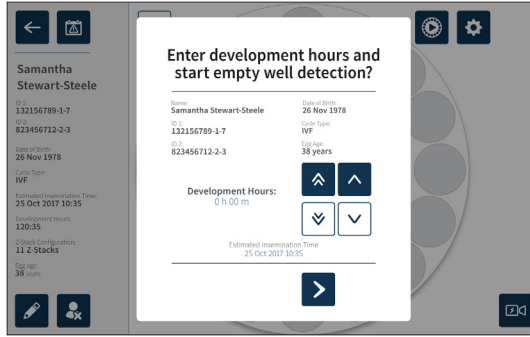 Samantha
Stewart-Steele
ID 1:
132156789-1-7
ID 2:
823456712-2-3
Date of Birth:
26 Nov 1978
Cycle Type:
IVF
Estimated Insemination Time:
25 Oct 2017 10:35
Development Hours:
120:35
Z-Stack Configuration:
11 Z-Stacks
Egg age:
38 years
Enter development hours and
start empty well detection?
Name:
Samantha Stewart-Steele
Date of Birth:
26 Nov 1978
ID 1:
132156789-1-7
Cycle Type:
IVF
ID 2:
823456712-2-3
Egg Age:
38 years
Development Hours:
0 h 00 m
Estimated Insemination Time
25 Oct 2017 10:35